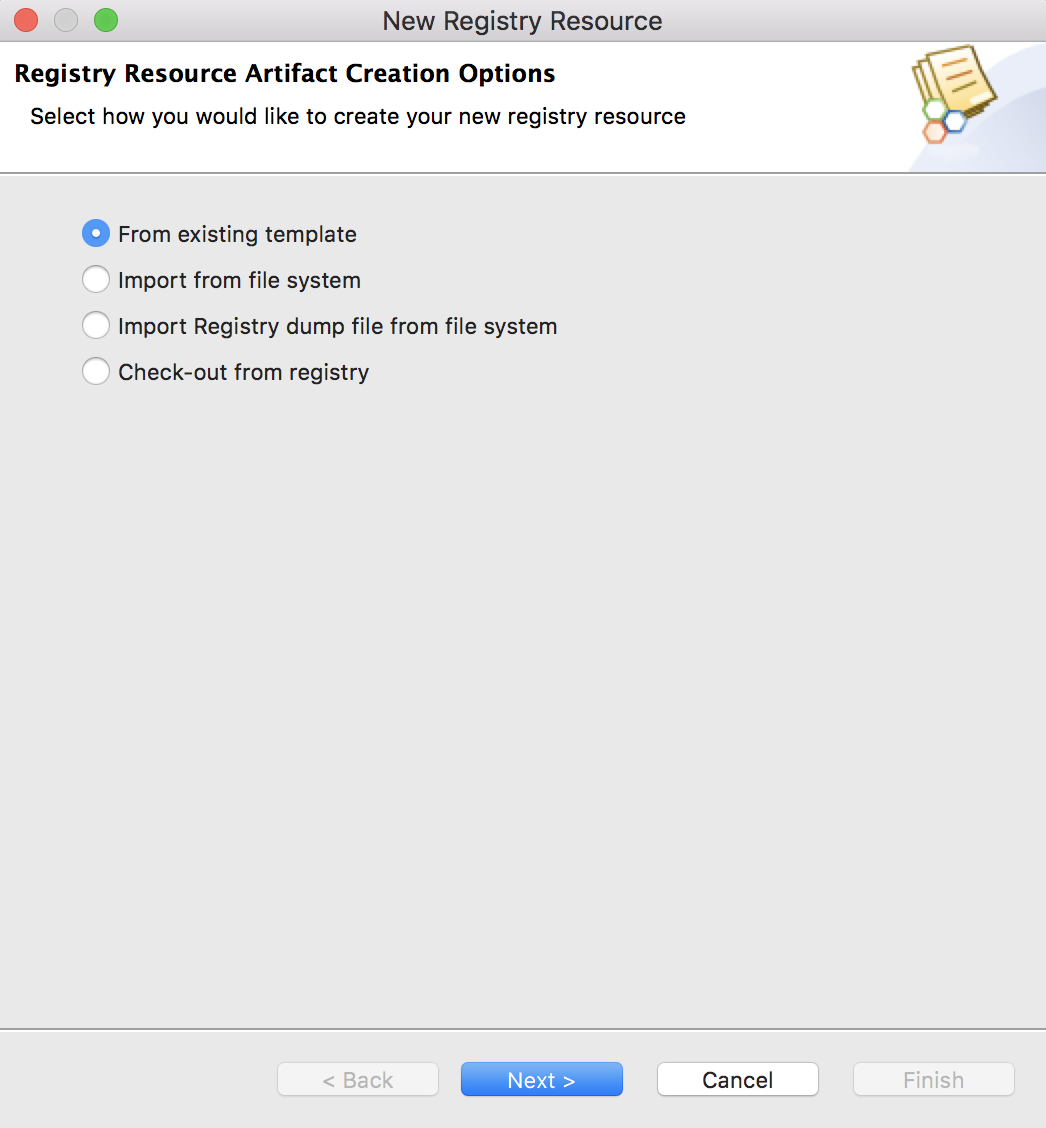 New Registry Resource
Registry Resource Artifact Creation Options
Select how you would like to create your new registry resource
From existing template
Import from file system
Import Registry dump file from file system
Check-out from registry
< Back
Next >
Cancel
Finish